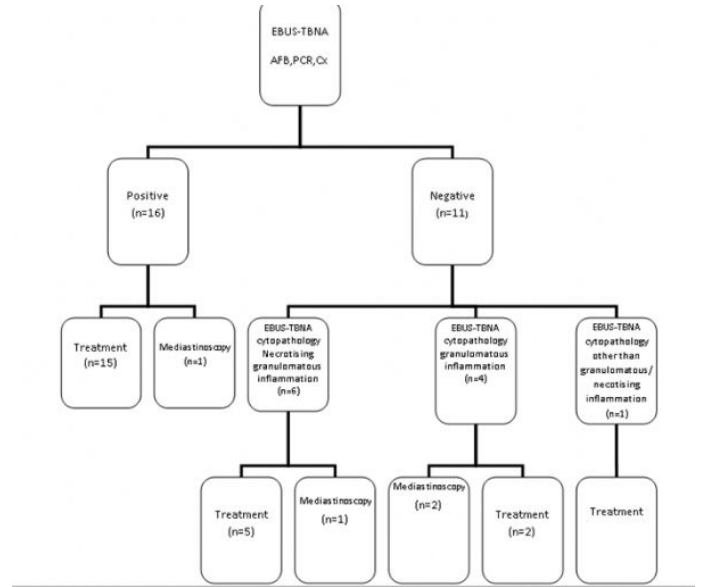 EBUS-TBNA
AFB,PCR,Cx
Positive
(n=16)
Negative
(n=11)
Treatment
(n=15)
Mediastinoscopy
(n=1)
EBUS-TBNA
cytopathology
Necrotising
granulomatous
inflammation
(n=6)
EBUS-TBNA
cytopathology
granulomatous
inflammation
(n=4)
EBUS-TBNA
cytopathology
other than
granulomatous/
necotising
inflammation
(n=1)
Treatment
(n=5)
Mediastinoscopy
(n=1)
Mediastinoscopy
(n=2)
Treatment
(n=2)
Treatment